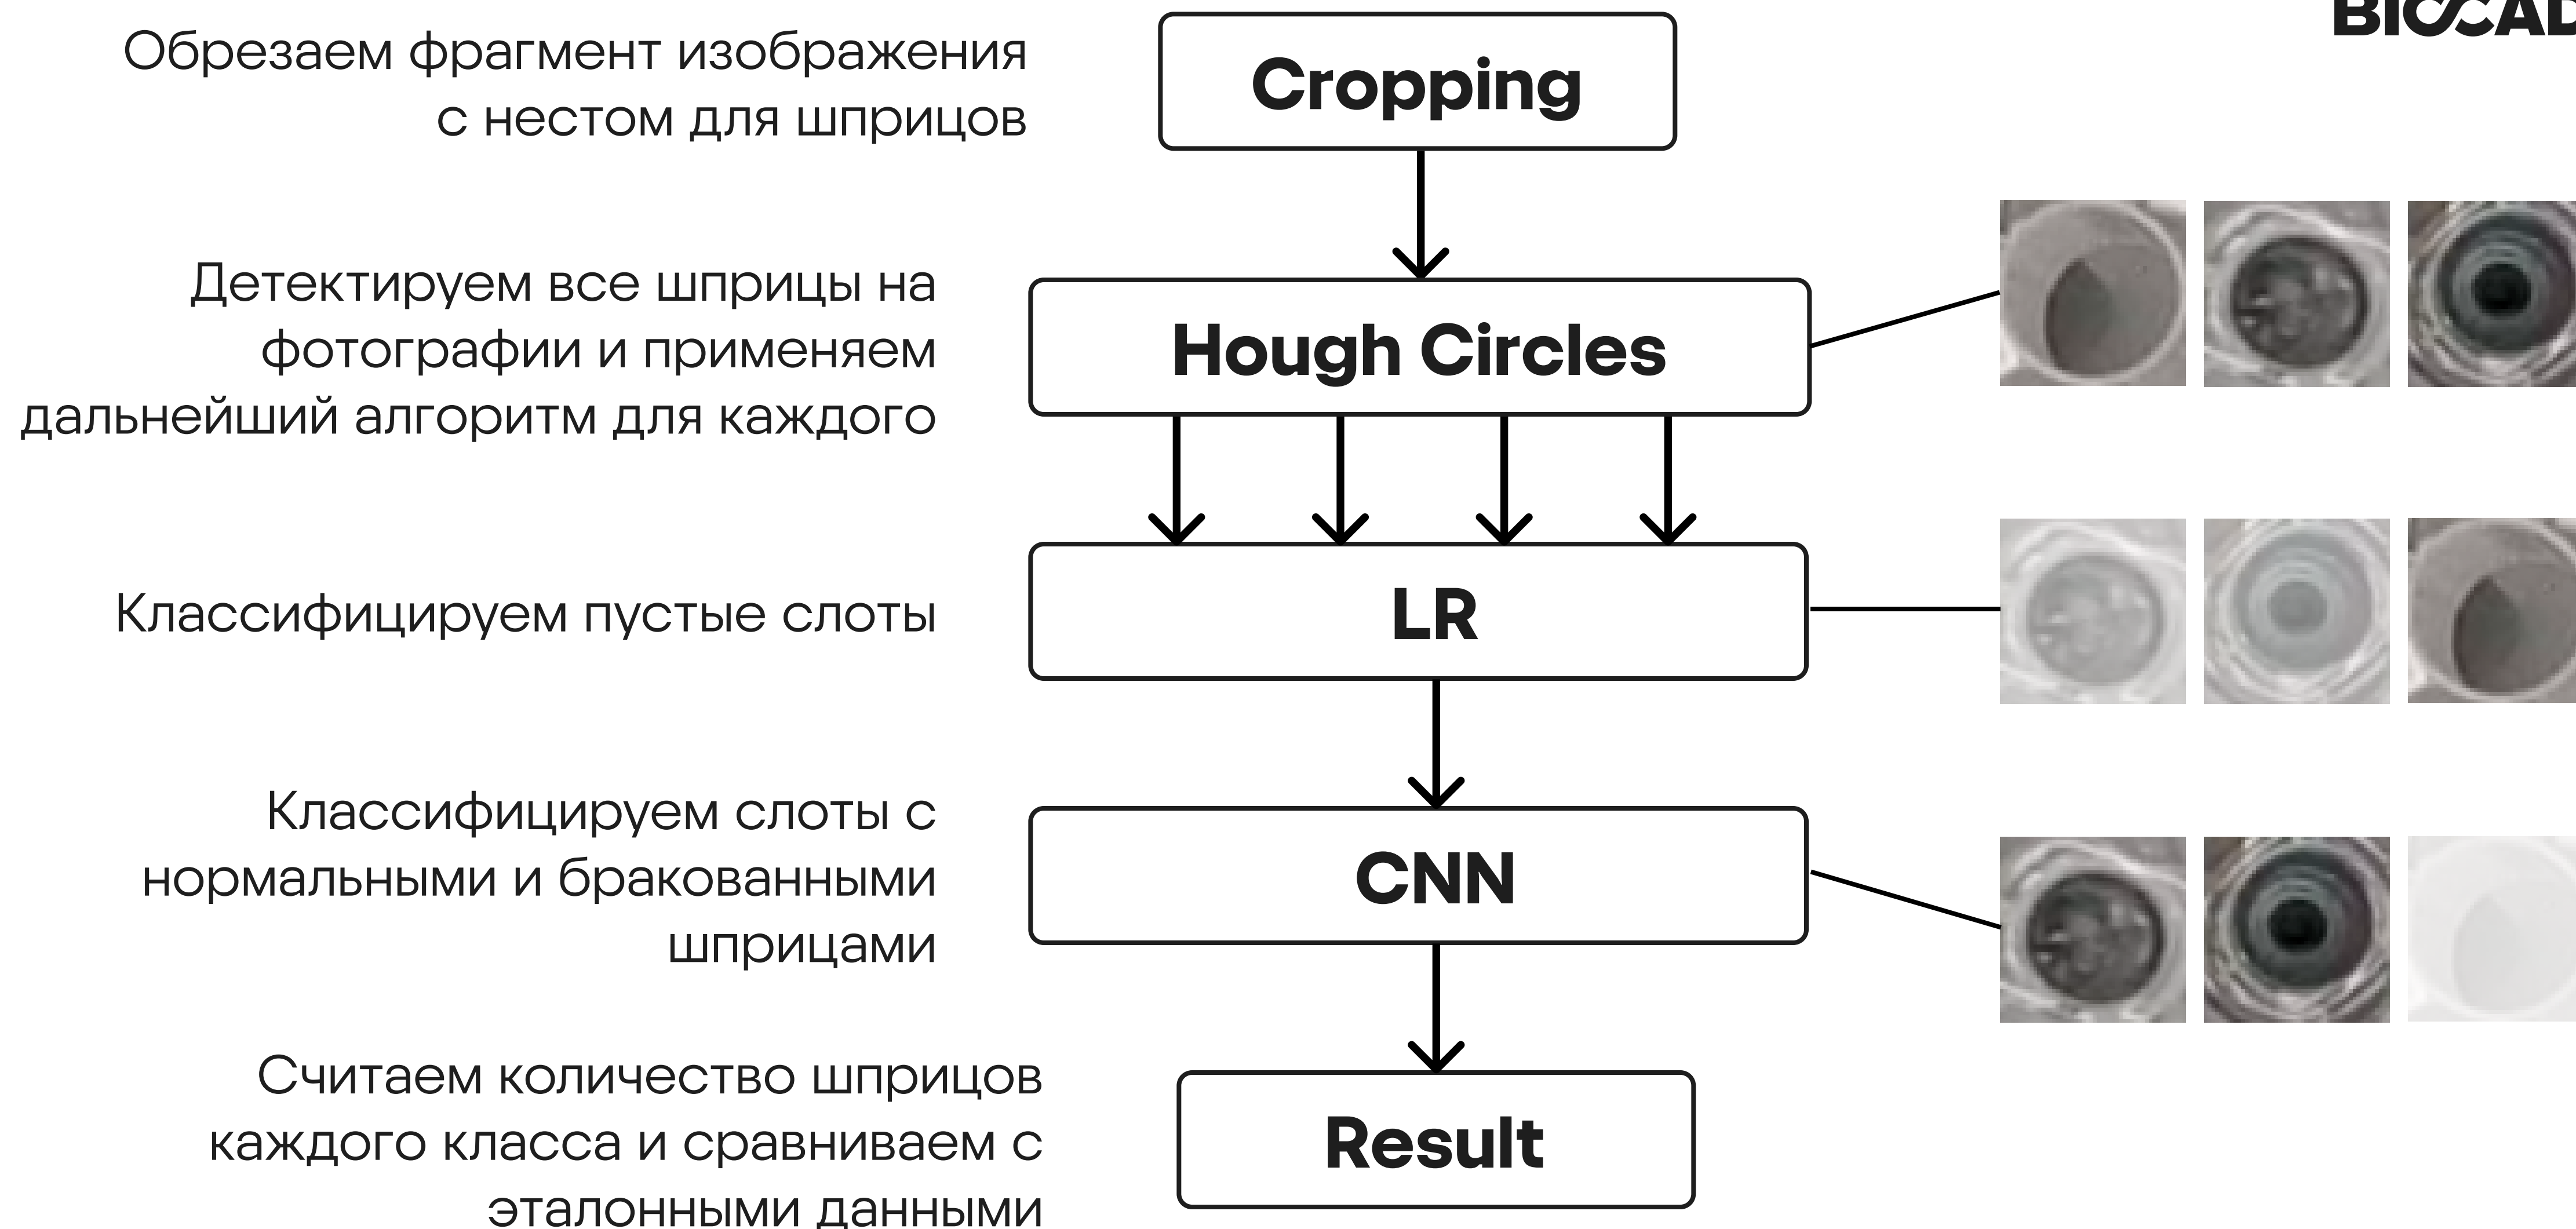 Обрезаем фрагмент изображения
с нестом для шприцов
Cropping
BIOCAD
Детектируем все шприцы на
фотографии и применяем
дальнейший алгоритм для каждого
Hough Circles
Классифицируем пустые слоты
LR
Классифицируем слоты с
нормальными и бракованными
шприцами
CNN
Считаем количество шприцов
каждого класса и сравниваем с
эталонными данными
Result